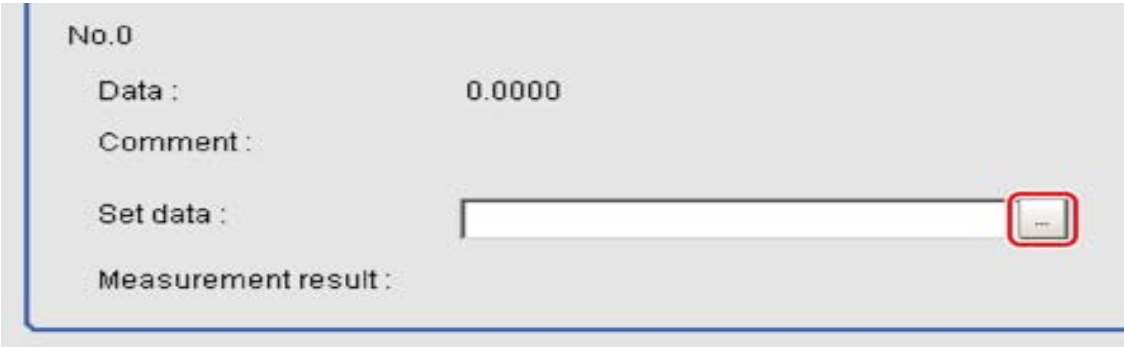 No.0
Data : 0.0000
Comment :
Set data : ...
Measurement result :